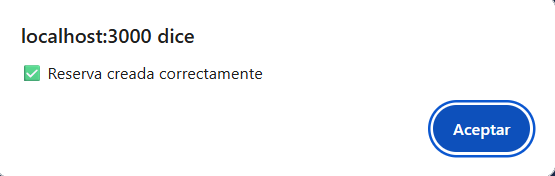 localhost:3000 dice
✅ Reserva creada correctamente
Aceptar